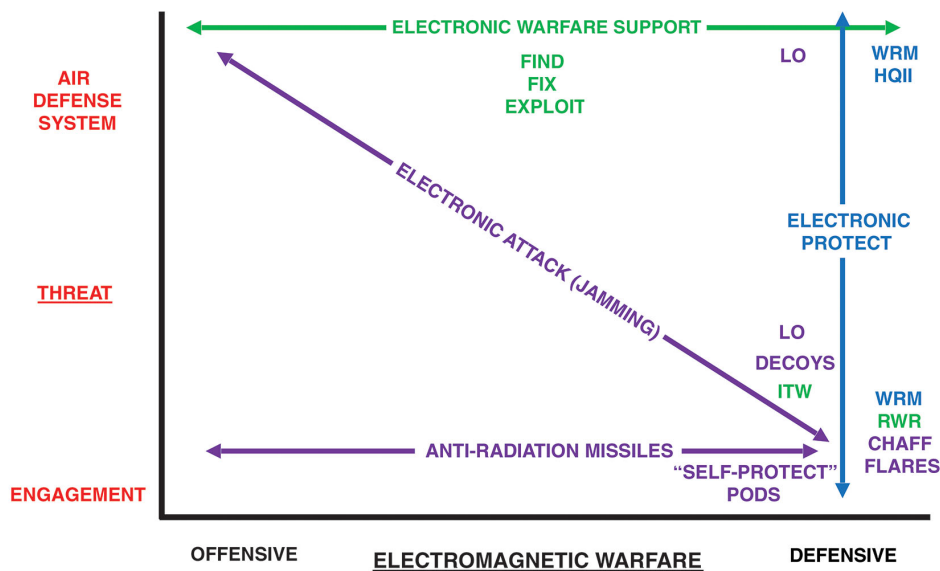 ELECTRONIC WARFARE SUPPORT
FIND
FIX
EXPLOIT
LO
WRM
HQII
AIR
DEFENSE
SYSTEM
ELECTRONIC ATTACK (JAMMING)
ELECTRONIC
PROTECT
THREAT
LO
DECOYS
ITW
WRM
RWR
CHAFF
FLARES
ANTI-RADIATION MISSILES
“SELF-PROTECT”
PODS
ENGAGEMENT
OFFENSIVE
ELECTROMAGNETIC WARFARE
DEFENSIVE